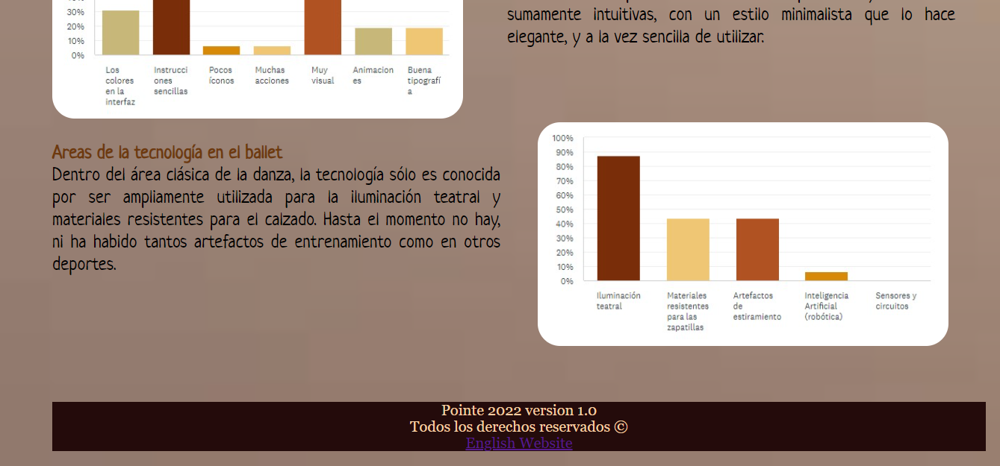 30%
20%
10%
0%
Los
colores
en la
interfaz
Instrucci
ones
sencillas
Pocos
íconos
Muchas
acciones
Muy
visual
Animacion
es
Buena
tipografí
a
sumamente intuitivas, con un estilo minimalista que lo hace
elegante, y a la vez sencilla de utilizar.
Areas de la tecnología en el ballet
Dentro del área clásica de la danza, la tecnología sólo es conocida
por ser ampliamente utilizada para la iluminación teatral y
materiales resistentes para el calzado. Hasta el momento no hay,
ni ha habido tantos artefactos de entrenamiento como en otros
deportes.
100%
90%
80%
70%
60%
50%
40%
30%
20%
10%
0%
Iluminación
teatral
Materiales
resistentes
para las
zapatillas
Artefactos
de
estiramiento
Inteligencia
Artificial
(robótica)
Sensores y
circuitos
Pointe 2022 version 1.0
Todos los derechos reservados ©
English Website